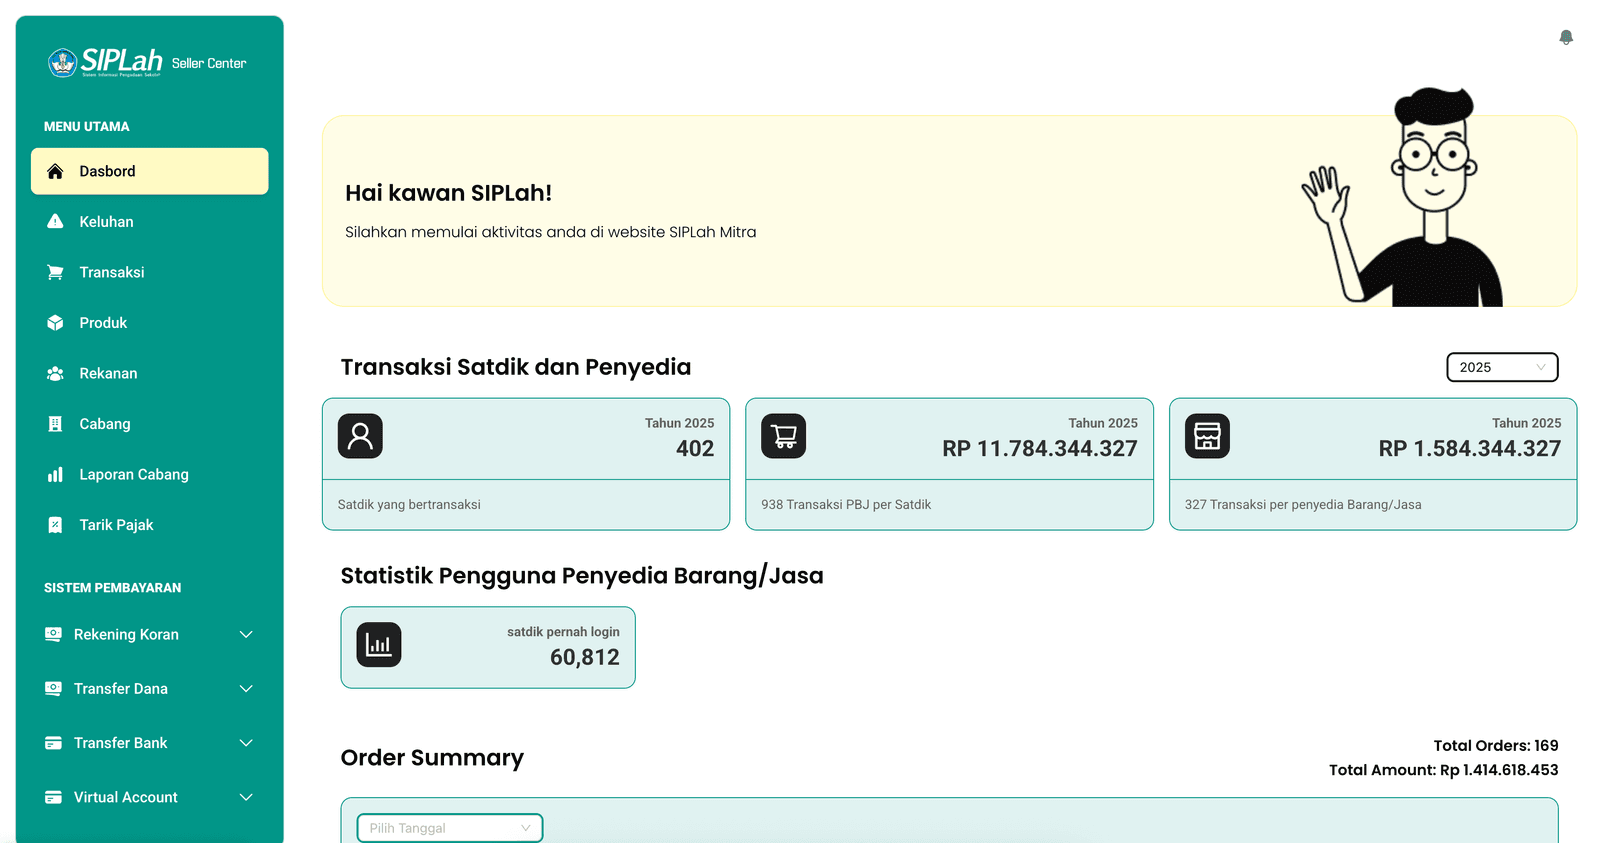 SIPLah Seller Center
Sistem Informasi Pengadaan Sekolah
MENU UTAMA
Dasbord
Keluhan
Transaksi
Produk
Rekanan
Cabang
Laporan Cabang
Tarik Pajak
SISTEM PEMBAYARAN
Rekening Koran
Transfer Dana
Transfer Bank
Virtual Account
Hai kawan SIPLah!
Silahkan memulai aktivitas anda di website SIPLah Mitra
Transaksi Satdik dan Penyedia
2025
Tahun 2025
402
Satdik yang bertransaksi
Tahun 2025
RP 11.784.344.327
938 Transaksi PBJ per Satdik
Tahun 2025
RP 1.584.344.327
327 Transaksi per penyedia Barang/Jasa
Statistik Pengguna Penyedia Barang/Jasa
satdik pernah login
60,812
Order Summary
Total Orders: 169
Total Amount: Rp 1.414.618.453
Pilih Tanggal